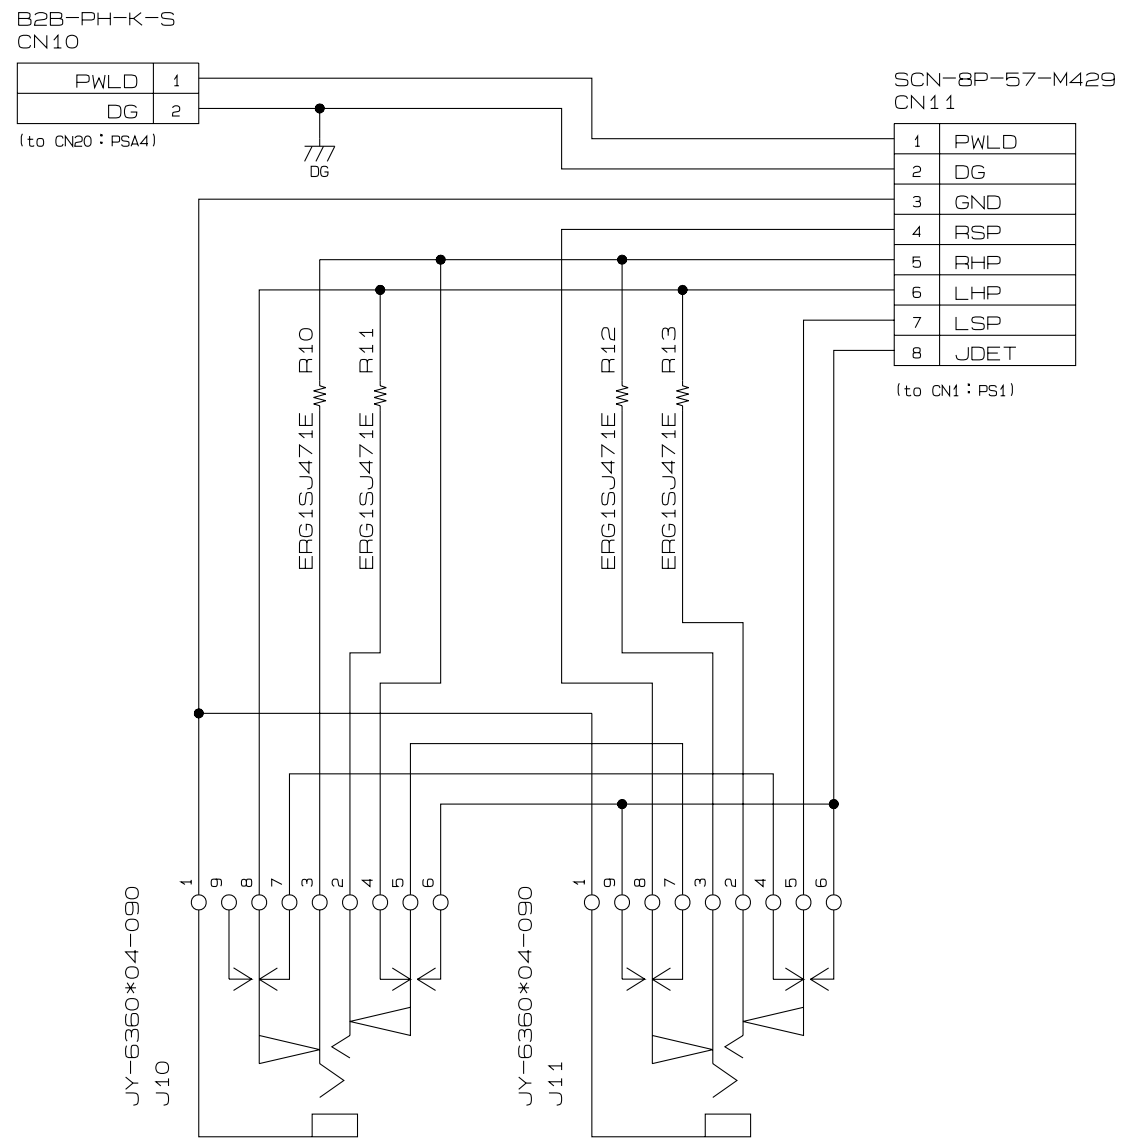 B2B-PH-K-S
CN10
PWLD 1
DG 2
(to CN20:PSA4)
DG
SCN-8P-57-M429
CN11
1 PWLD
2 DG
3 GND
4 RSP
5 RHP
6 LHP
7 LSP
8 JDET
(to CN1:PS1)
R10
ERG1SJ471E
R11
ERG1SJ471E
R12
ERG1SJ471E
R13
ERG1SJ471E
1 9 8 7 3 2 4 5 6
JY-6360*04-090
J10
1 9 8 7 3 2 4 5 6
JY-6360*04-090
J11